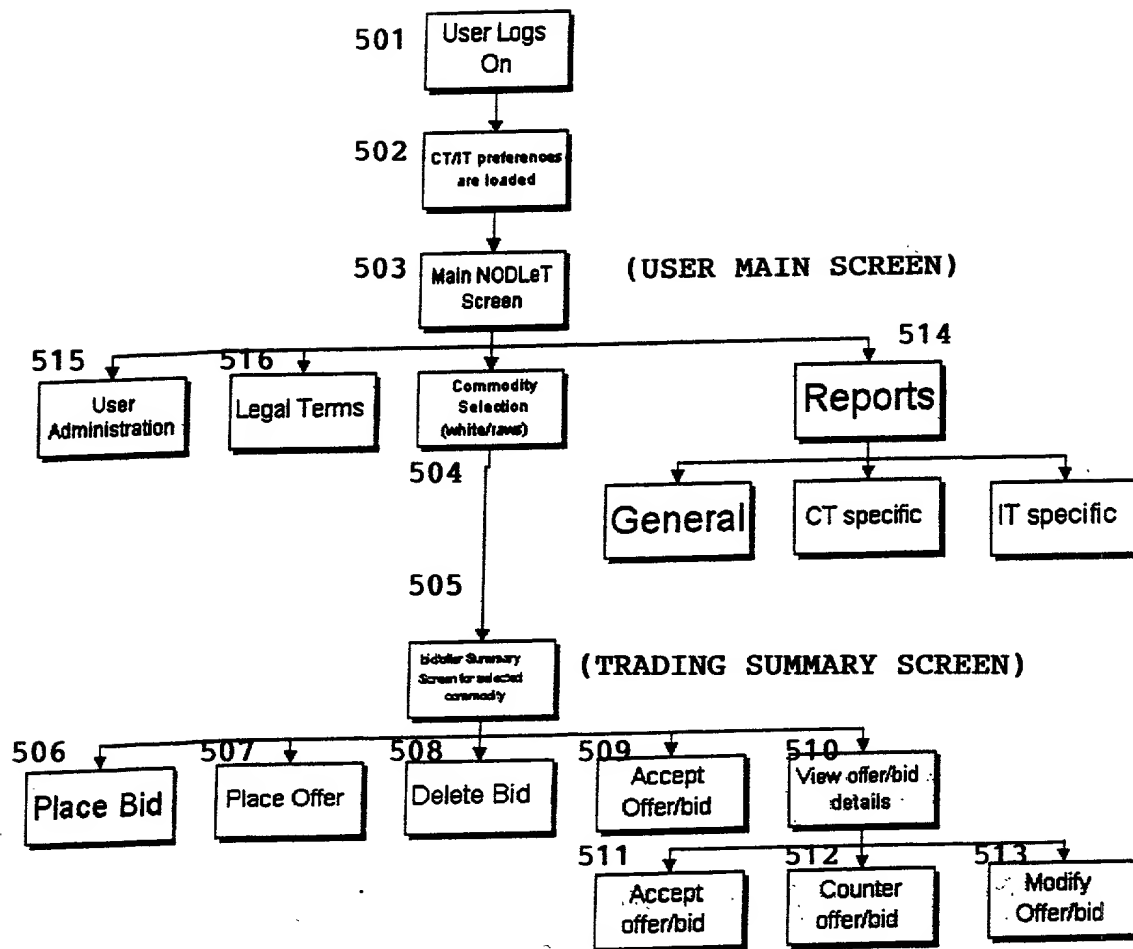 501
User Logs
On
502
CT/IT preferences
are loaded
503
Main NODLeT
Screen
(USER MAIN SCREEN)
515
516
514
User
Administration
Legal Terms
Commodity
Selection
(white/raws)
Reports
504
General
CT specific
IT specific
505
bid/offer Summary
Screen for selected
commodity
(TRADING SUMMARY SCREEN)
506
507
508
509
510
Place Bid
Place Offer
Delete Bid
Accept
Offer/bid
View offer/bid
details
511
512
513
Accept
offer/bid
Counter
offer/bid
Modify
Offer/bid